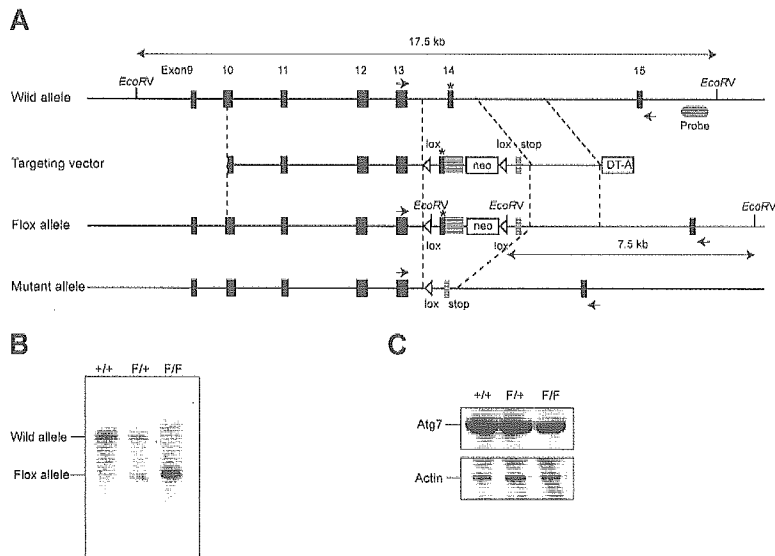 A
17.5 kb
EcoRV
Exon9
10
11
12
13
14
15
EcoRV
Wild allele
*
Probe
lox
*
lox
stop
Targeting vector
neo
DT-A
EcoRV
*
EcoRV
EcoRV
Flox allele
neo
lox
lox
7.5 kb
Mutant allele
lox
stop
B
+/+
F/+
F/F
Wild allele
Flox allele
C
+/+
F/+
F/F
Atg7
Actin